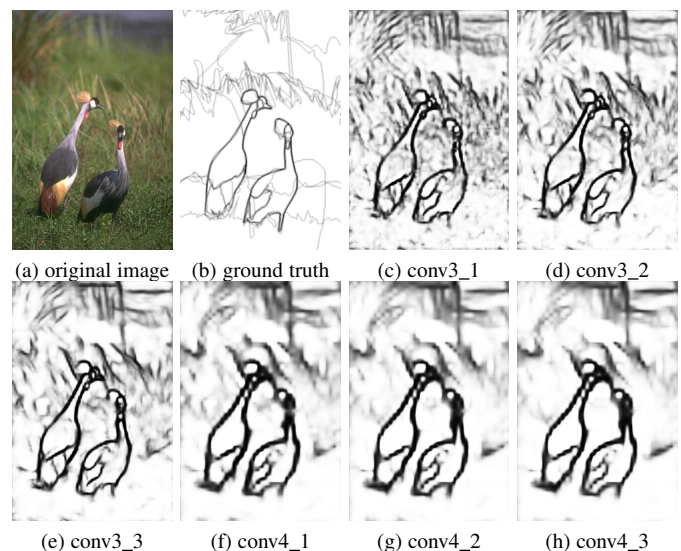 (a) original image (b) ground truth (c) conv3_1 (d) conv3_2
(e) conv3_3 (f) conv4_1 (g) conv4_2 (h) conv4_3